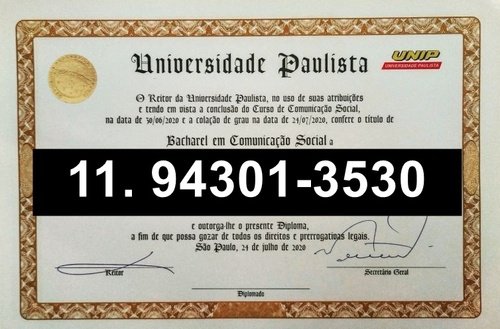 Universidade Paulista
UNIP
UNIVERSIDADE PAULISTA
O Reitor da Universidade Paulista, no uso de suas atribuições
e tendo em vista a conclusão do Curso de Comunicação Social,
na data de 30/06/2020 e a colação de grau na data de 24/07/2020, confere o título de
Bacharel em Comunicação Social a
11. 94301-3530
e outorga-lhe o presente Diploma,
a fim de que possa gozar de todos os direitos e prerrogativas legais.
São Paulo, 24 de julho de 2020
Reitor
Secretário Geral
Diplomado